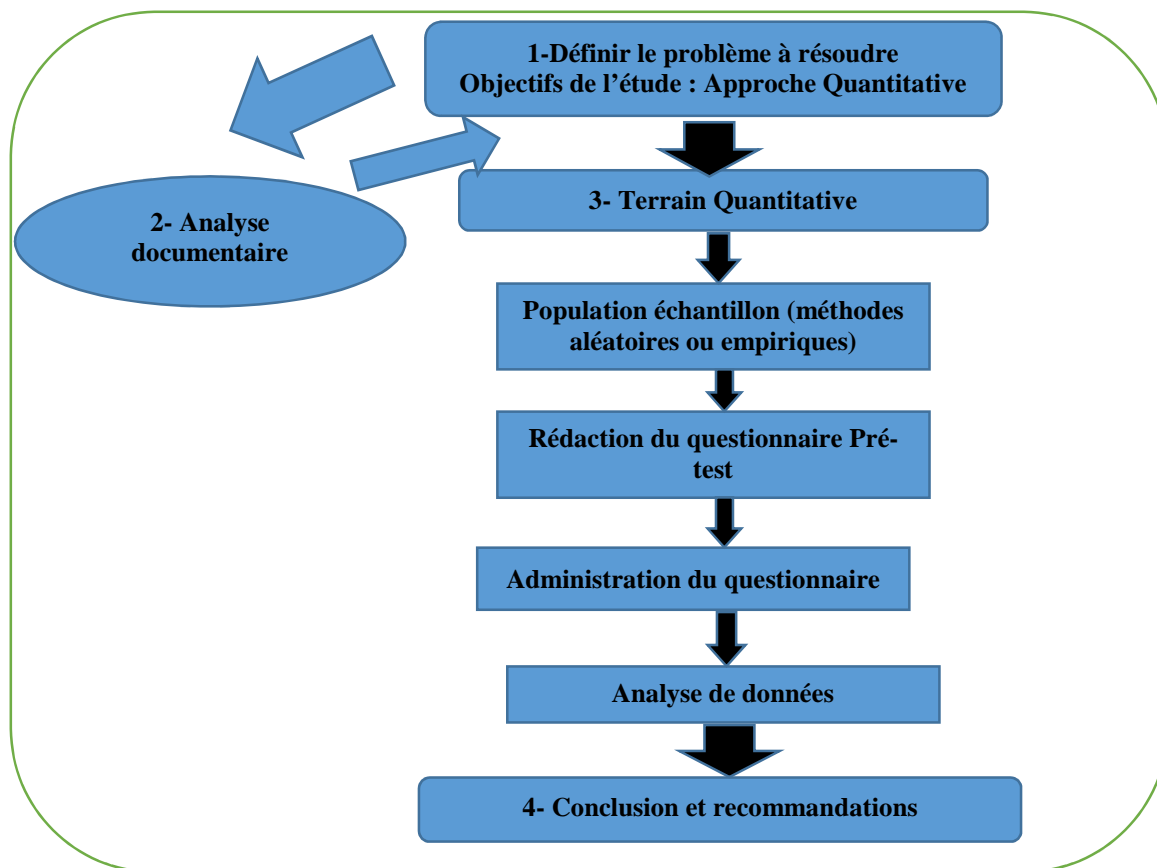 1-Définir le problème à résoudre
Objectifs de l’étude : Approche Quantitative
2- Analyse
documentaire
3- Terrain Quantitative
Population échantillon (méthodes
aléatoires ou empiriques)
Rédaction du questionnaire Pré-
test
Administration du questionnaire
Analyse de données
4- Conclusion et recommandations